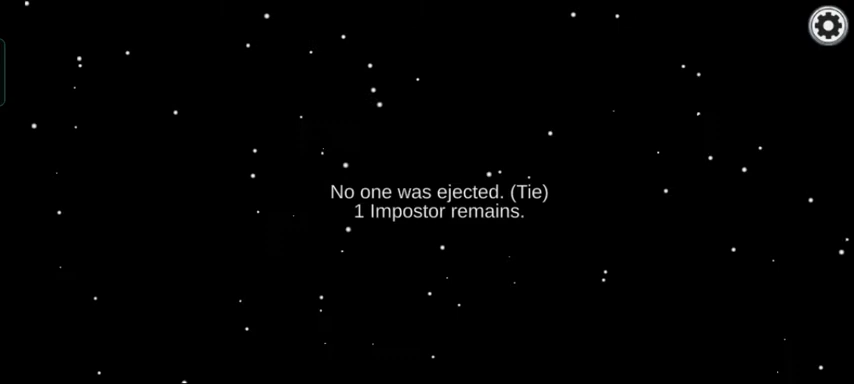 No one was ejected. (Tie)
1 Impostor remains.